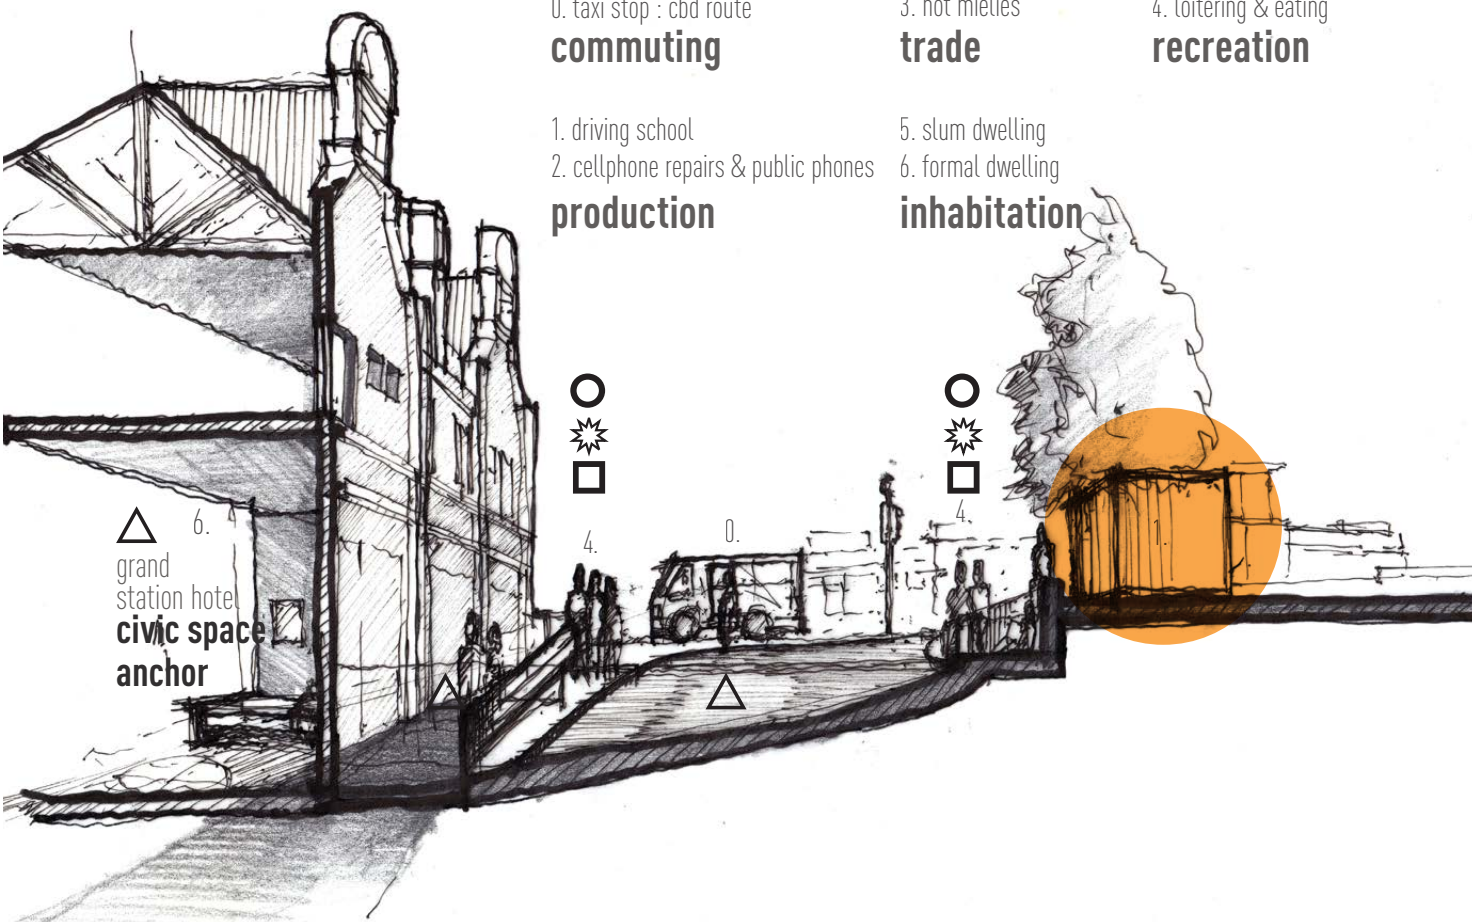 0. taxi stop : cbd route
commuting
3. hot mielies
trade
4. loitering & eating
recreation
1. driving school
2. cellphone repairs & public phones
production
5. slum dwelling
6. formal dwelling
inhabitation
6.
grand
station hotel
civic space
anchor
4.
0.
4.
1.